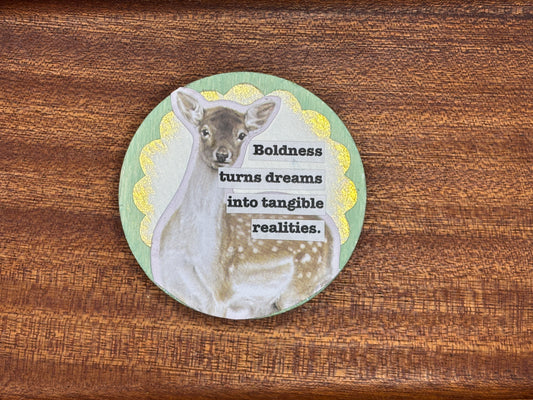 Boldness
turns dreams
into tangible
realities.